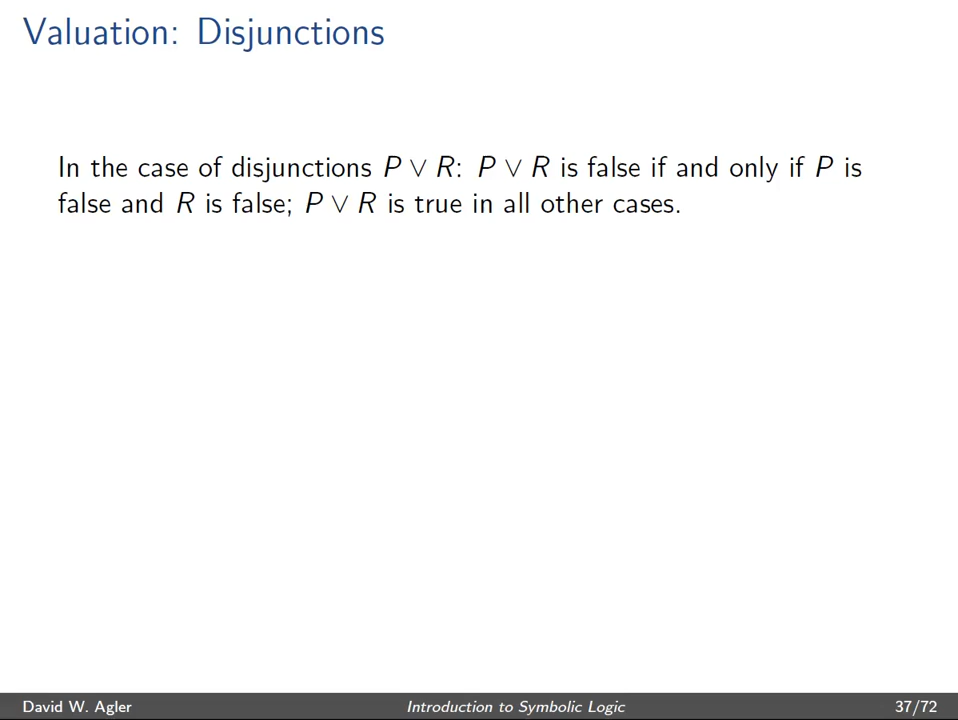 Valuation: Disjunctions
In the case of disjunctions P ∨ R: P ∨ R is false if and only if P is
false and R is false; P ∨ R is true in all other cases.
David W. Agler
Introduction to Symbolic Logic
37/72